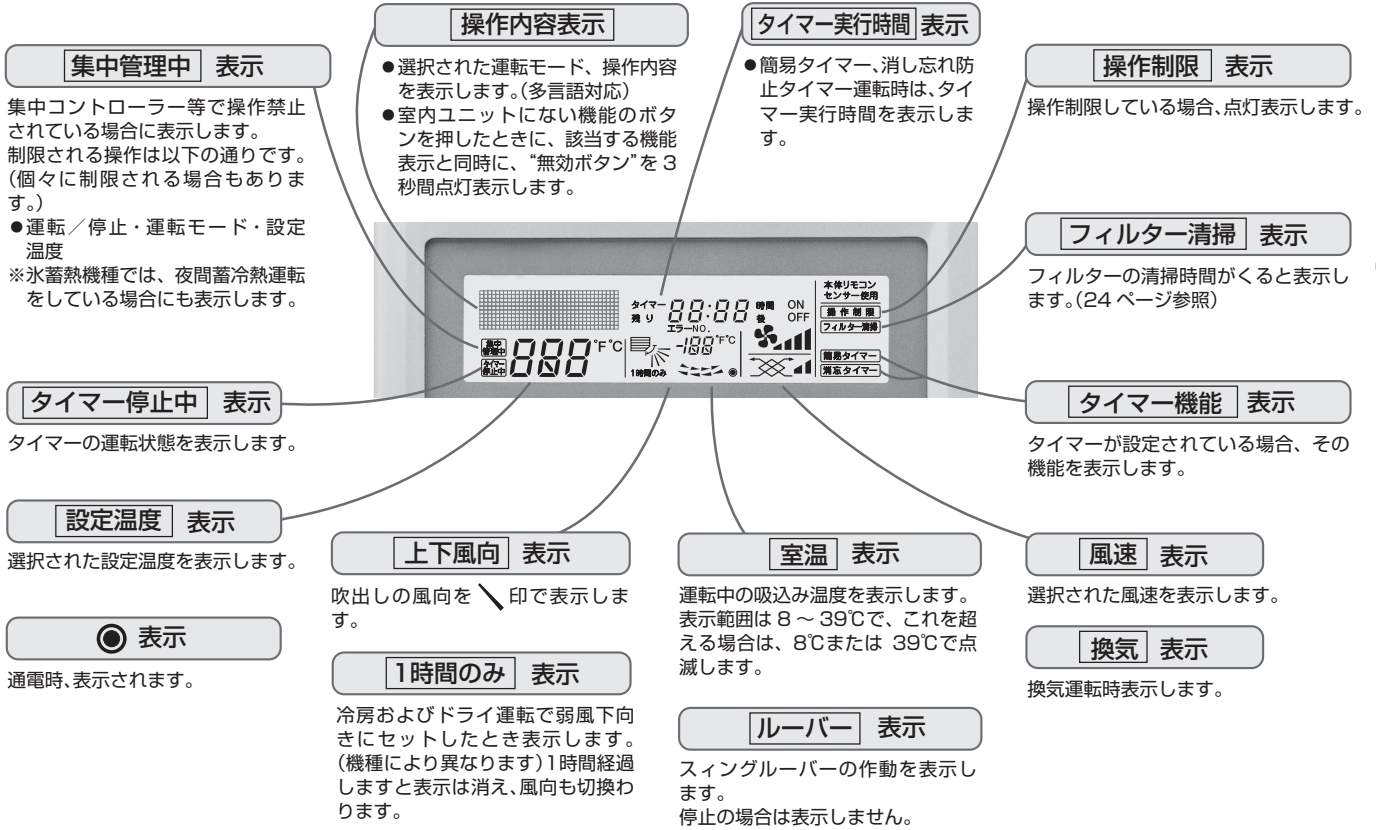 集中管理中 表示
集中コントローラー等で操作禁止
されている場合に表示します。
制限される操作は以下の通りです。
(個々に制限される場合もありま
す。)
●運転／停止・運転モード・設定
温度
※氷蓄熱機種では、夜間蓄冷熱運転
をしている場合にも表示します。
操作内容表示
●選択された運転モード、操作内容
を表示します。(多言語対応)
●室内ユニットにない機能のボタ
ンを押したときに、該当する機能
表示と同時に、“無効ボタン”を 3
秒間点灯表示します。
タイマー実行時間 表示
●簡易タイマー、消し忘れ防
止タイマー運転時は、タイ
マー実行時間を表示しま
す。
操作制限 表示
操作制限している場合、点灯表示します。
フィルター清掃 表示
フィルターの清掃時間がくると表示し
ます。(24 ページ参照)
タイマー 88:88 時間 ON
残り 後 OFF
エラーNO.
本体リモコン
センサー使用
操作制限
フィルター清掃
集中
管理中
888 °F°C
-188 °F°C
タイマー
停止中
1時間のみ
簡易タイマー
消忘タイマー
タイマー停止中 表示
タイマーの運転状態を表示します。
タイマー機能 表示
タイマーが設定されている場合、その
機能を表示します。
設定温度 表示
選択された設定温度を表示します。
◉ 表示
通電時、表示されます。
上下風向 表示
吹出しの風向を 印で表示しま
す。
1時間のみ 表示
冷房およびドライ運転で弱風下向
きにセットしたとき表示します。
(機種により異なります)1時間経過
しますと表示は消え、風向も切換わ
ります。
室温 表示
運転中の吸込み温度を表示します。
表示範囲は 8 ～ 39℃で、これを超
える場合は、8℃または 39℃で点
滅します。
ルーバー 表示
スィングルーバーの作動を表示し
ます。
停止の場合は表示しません。
風速 表示
選択された風速を表示します。
換気 表示
換気運転時表示します。